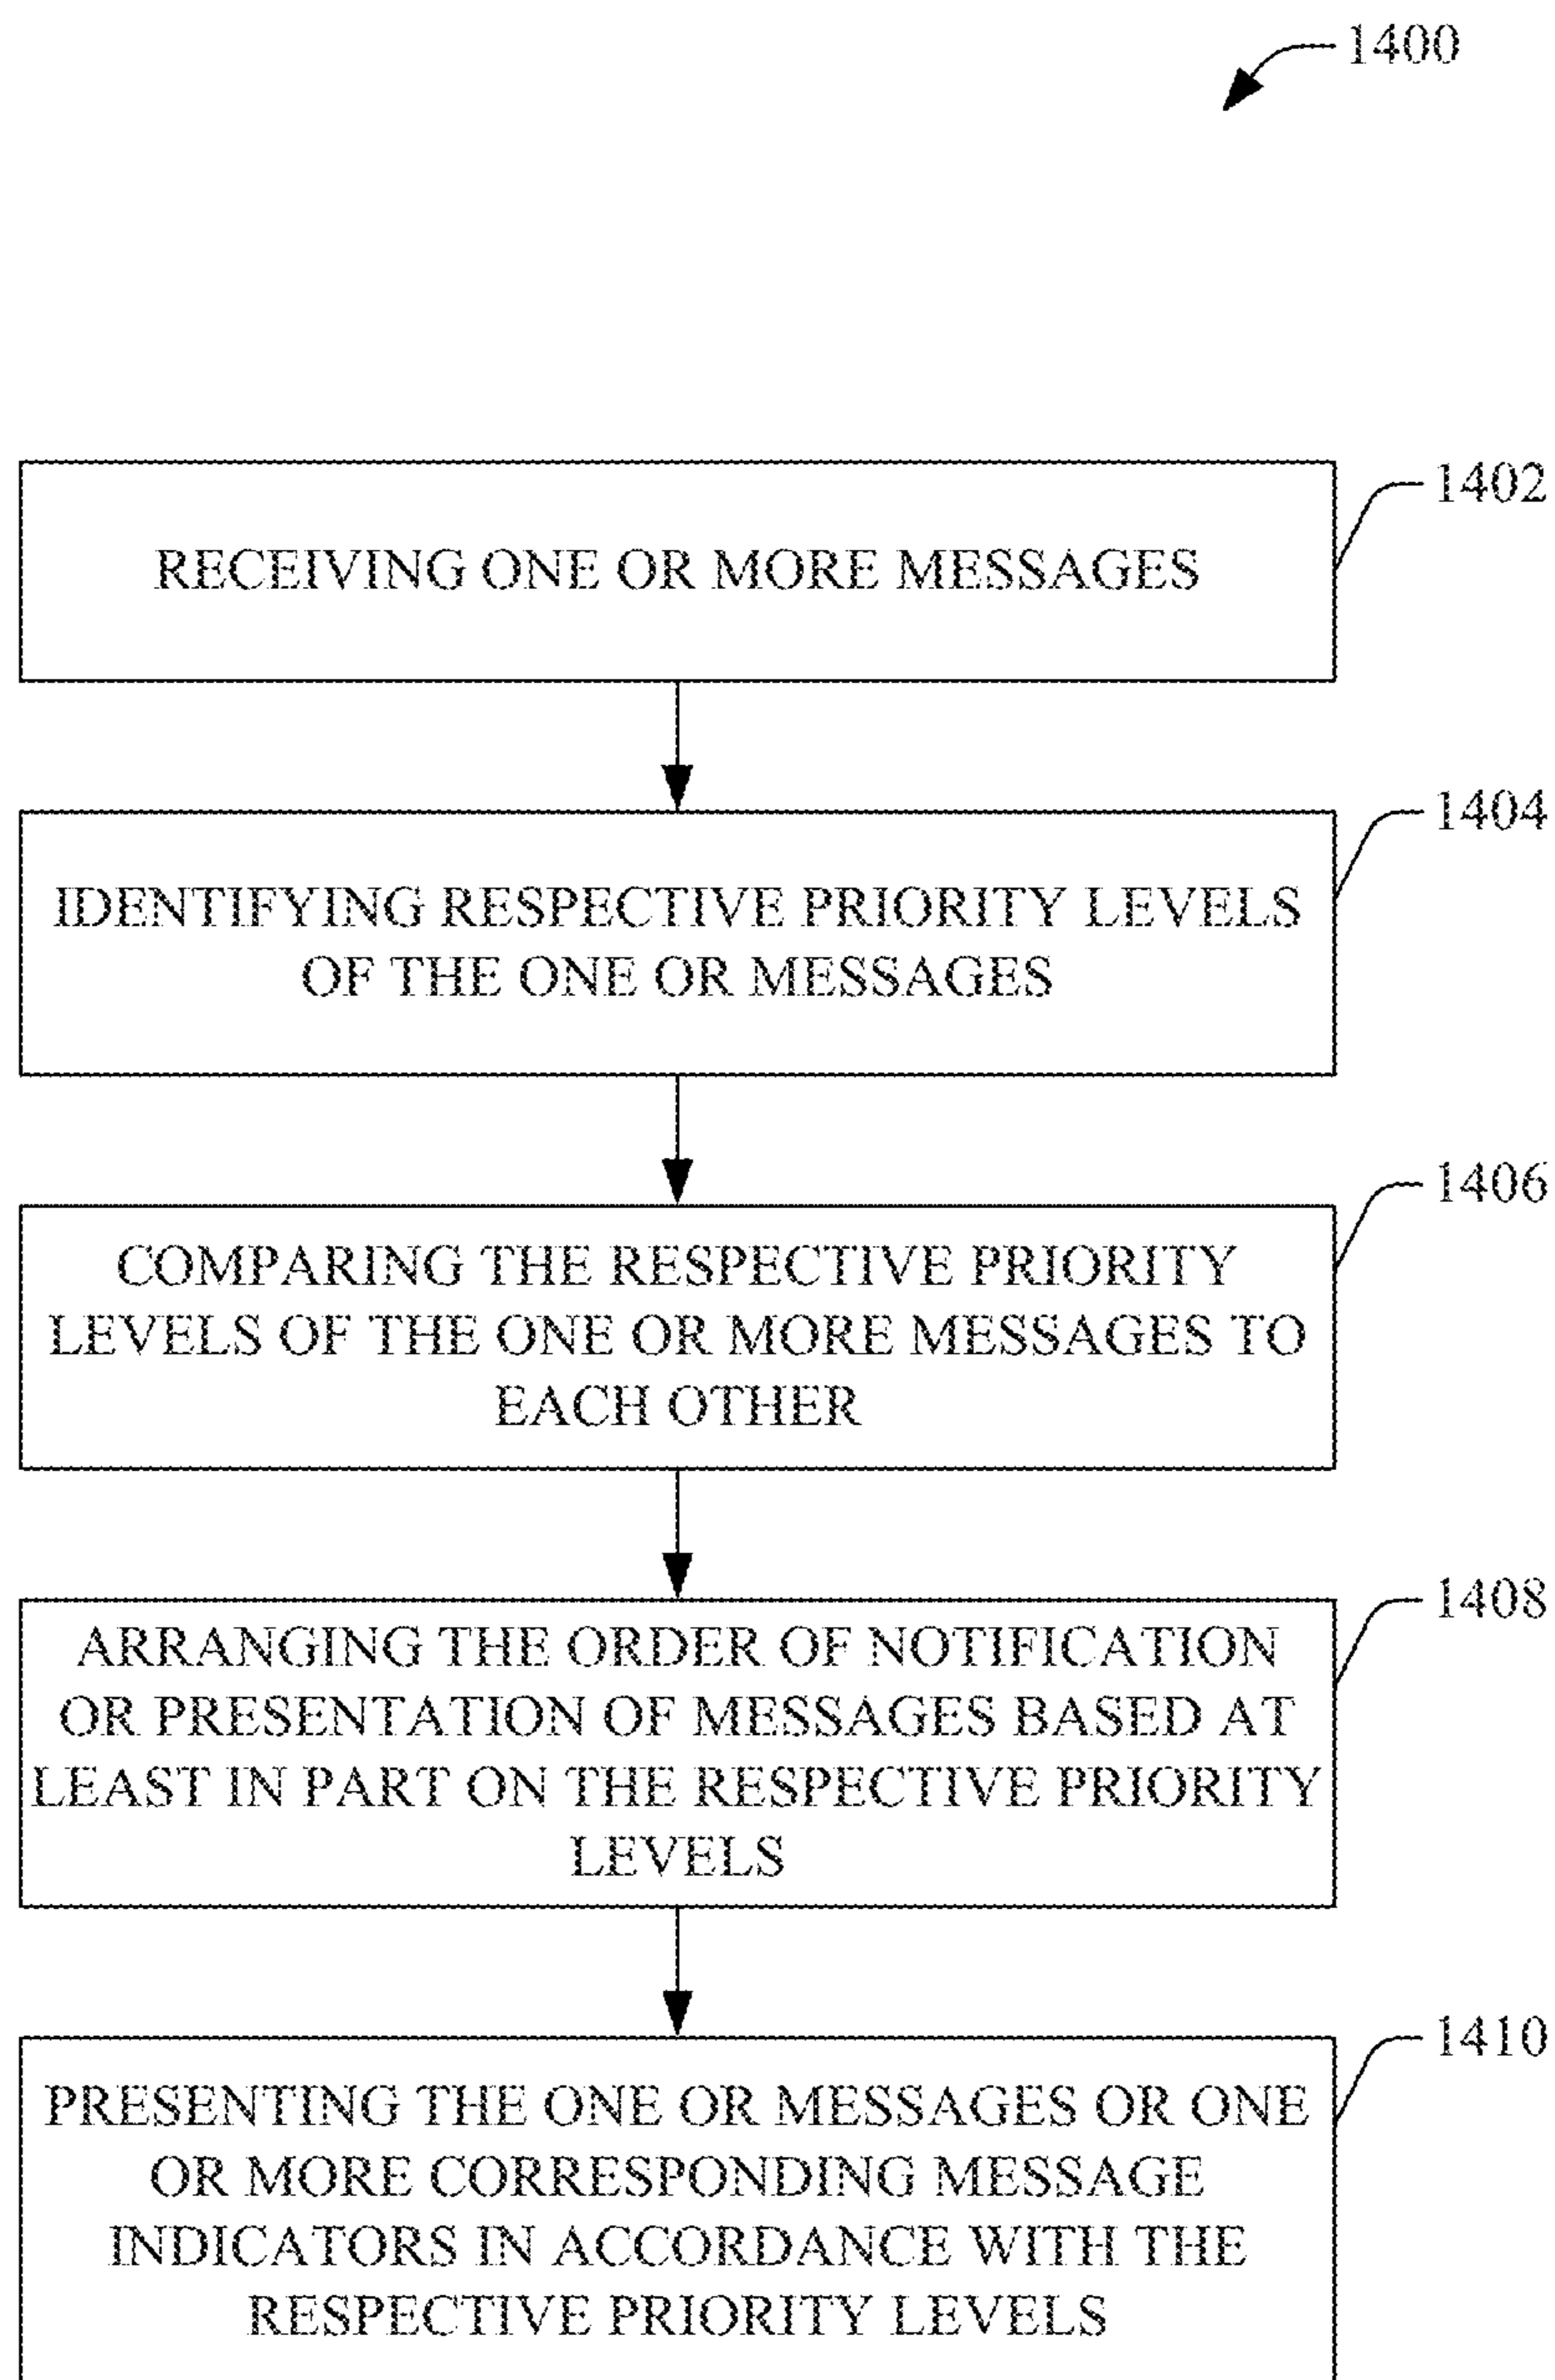 1400
RECEIVING ONE OR MORE MESSAGES
1402
IDENTIFYING RESPECTIVE PRIORITY LEVELS
OF THE ONE OR MESSAGES
1404
COMPARING THE RESPECTIVE PRIORITY
LEVELS OF THE ONE OR MORE MESSAGES TO
EACH OTHER
1406
ARRANGING THE ORDER OF NOTIFICATION
OR PRESENTATION OF MESSAGES BASED AT
LEAST IN PART ON THE RESPECTIVE PRIORITY
LEVELS
1408
PRESENTING THE ONE OR MESSAGES OR ONE
OR MORE CORRESPONDING MESSAGE
INDICATORS IN ACCORDANCE WITH THE
RESPECTIVE PRIORITY LEVELS
1410